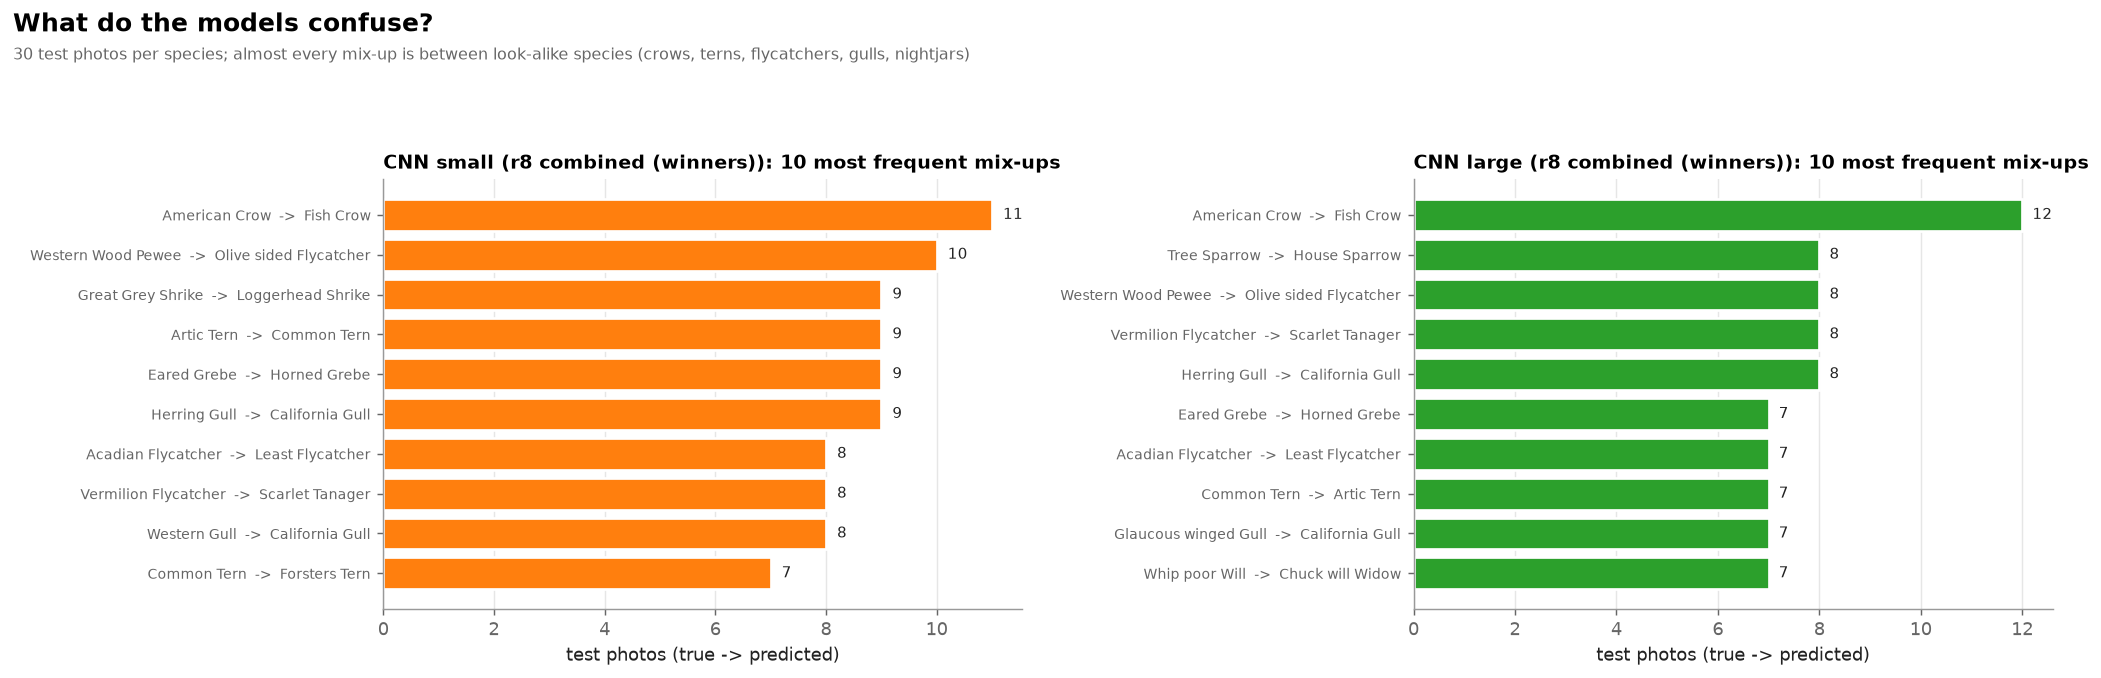 What do the models confuse?
30 test photos per species; almost every mix-up is between look-alike species (crows, terns, flycatchers, gulls, nightjars)
CNN small (r8 combined (winners)): 10 most frequent mix-ups
American Crow -> Fish Crow 11
Western Wood Pewee -> Olive sided Flycatcher 10
Great Grey Shrike -> Loggerhead Shrike 9
Artic Tern -> Common Tern 9
Eared Grebe -> Horned Grebe 9
Herring Gull -> California Gull 9
Acadian Flycatcher -> Least Flycatcher 8
Vermilion Flycatcher -> Scarlet Tanager 8
Western Gull -> California Gull 8
Common Tern -> Forsters Tern 7
0 2 4 6 8 10
test photos (true -> predicted)
CNN large (r8 combined (winners)): 10 most frequent mix-ups
American Crow -> Fish Crow 12
Tree Sparrow -> House Sparrow 8
Western Wood Pewee -> Olive sided Flycatcher 8
Vermilion Flycatcher -> Scarlet Tanager 8
Herring Gull -> California Gull 8
Eared Grebe -> Horned Grebe 7
Acadian Flycatcher -> Least Flycatcher 7
Common Tern -> Artic Tern 7
Glaucous winged Gull -> California Gull 7
Whip poor Will -> Chuck will Widow 7
0 2 4 6 8 10 12
test photos (true -> predicted)